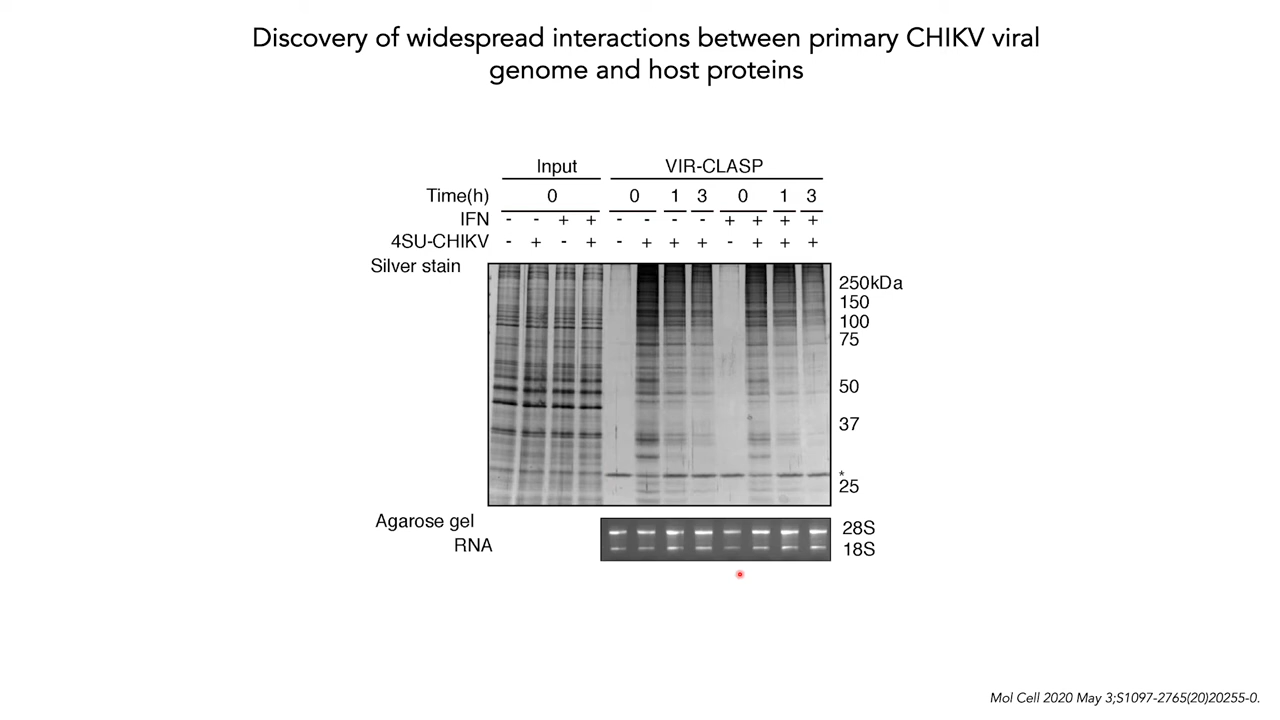 Discovery of widespread interactions between primary CHIKV viral
genome and host proteins
Input VIR-CLASP
Time(h) 0 0 1 3 0 1 3
IFN - - + + - - - - + + + +
4SU-CHIKV - + - + - + + + - + + +
Silver stain
250kDa
150
100
75
50
37
*
25
Agarose gel 28S
RNA 18S
Mol Cell 2020 May 3;S1097-2765(20)20255-0.